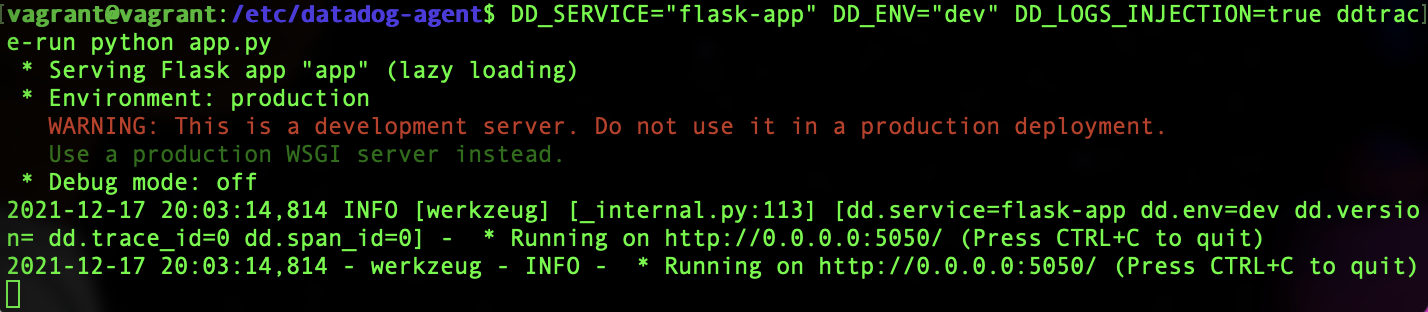 [vagrant@vagrant:/etc/datadog-agent$ DD_SERVICE="flask-app" DD_ENV="dev" DD_LOGS_INJECTION=true ddtrac]
e-run python app.py
 * Serving Flask app "app" (lazy loading)
 * Environment: production
   WARNING: This is a development server. Do not use it in a production deployment.
   Use a production WSGI server instead.
 * Debug mode: off
2021-12-17 20:03:14,814 INFO [werkzeug] [_internal.py:113] [dd.service=flask-app dd.env=dev dd.versio
n= dd.trace_id=0 dd.span_id=0] -  * Running on http://0.0.0.0:5050/ (Press CTRL+C to quit)
2021-12-17 20:03:14,814 - werkzeug - INFO -  * Running on http://0.0.0.0:5050/ (Press CTRL+C to quit)